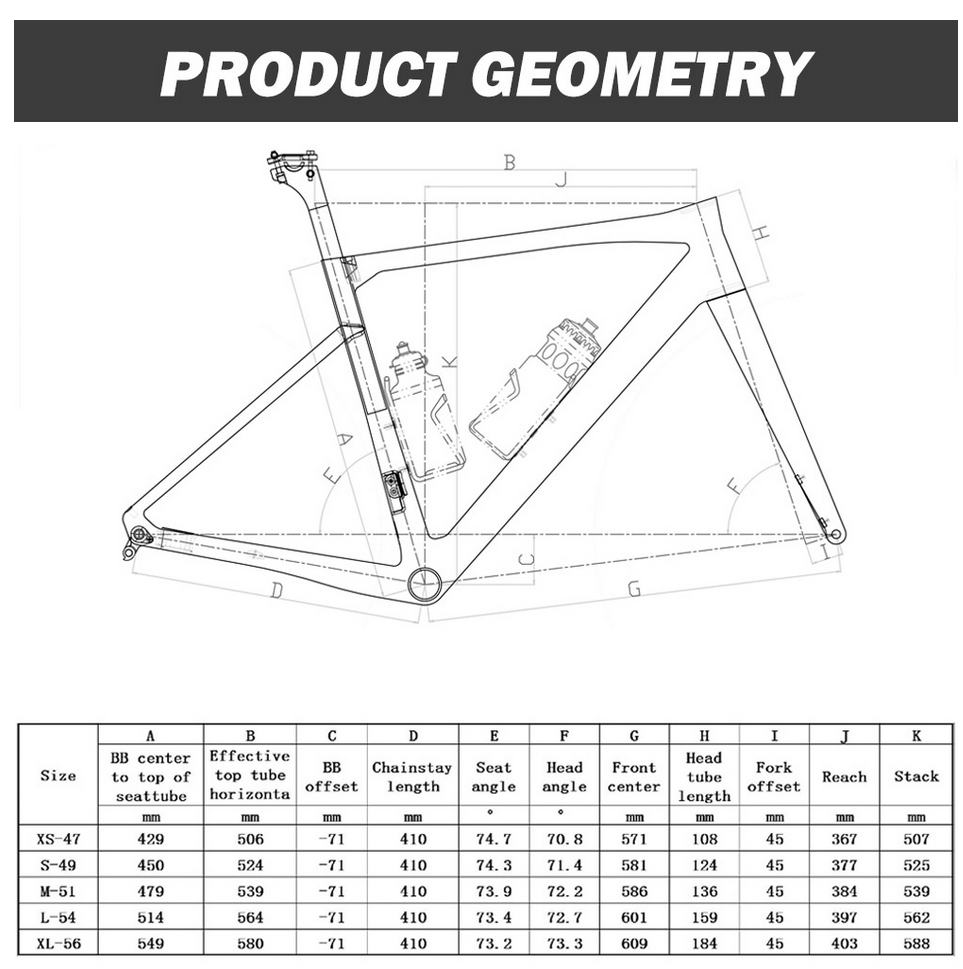 PRODUCT GEOMETRY
B
J
H
K
A
E
F
C
I
D
G
Size A B C D E F G H I J K
BB center to top of seattube Effective top tube horizonta BB offset Chainstay length Seat angle Head angle Front center Head tube length Fork offset Reach Stack
mm mm mm mm ° ° mm mm mm mm mm
XS-47 429 506 -71 410 74.7 70.8 571 108 45 367 507
S-49 450 524 -71 410 74.3 71.4 581 124 45 377 525
M-51 479 539 -71 410 73.9 72.2 586 136 45 384 539
L-54 514 564 -71 410 73.4 72.7 601 159 45 397 562
XL-56 549 580 -71 410 73.2 73.3 609 184 45 403 588